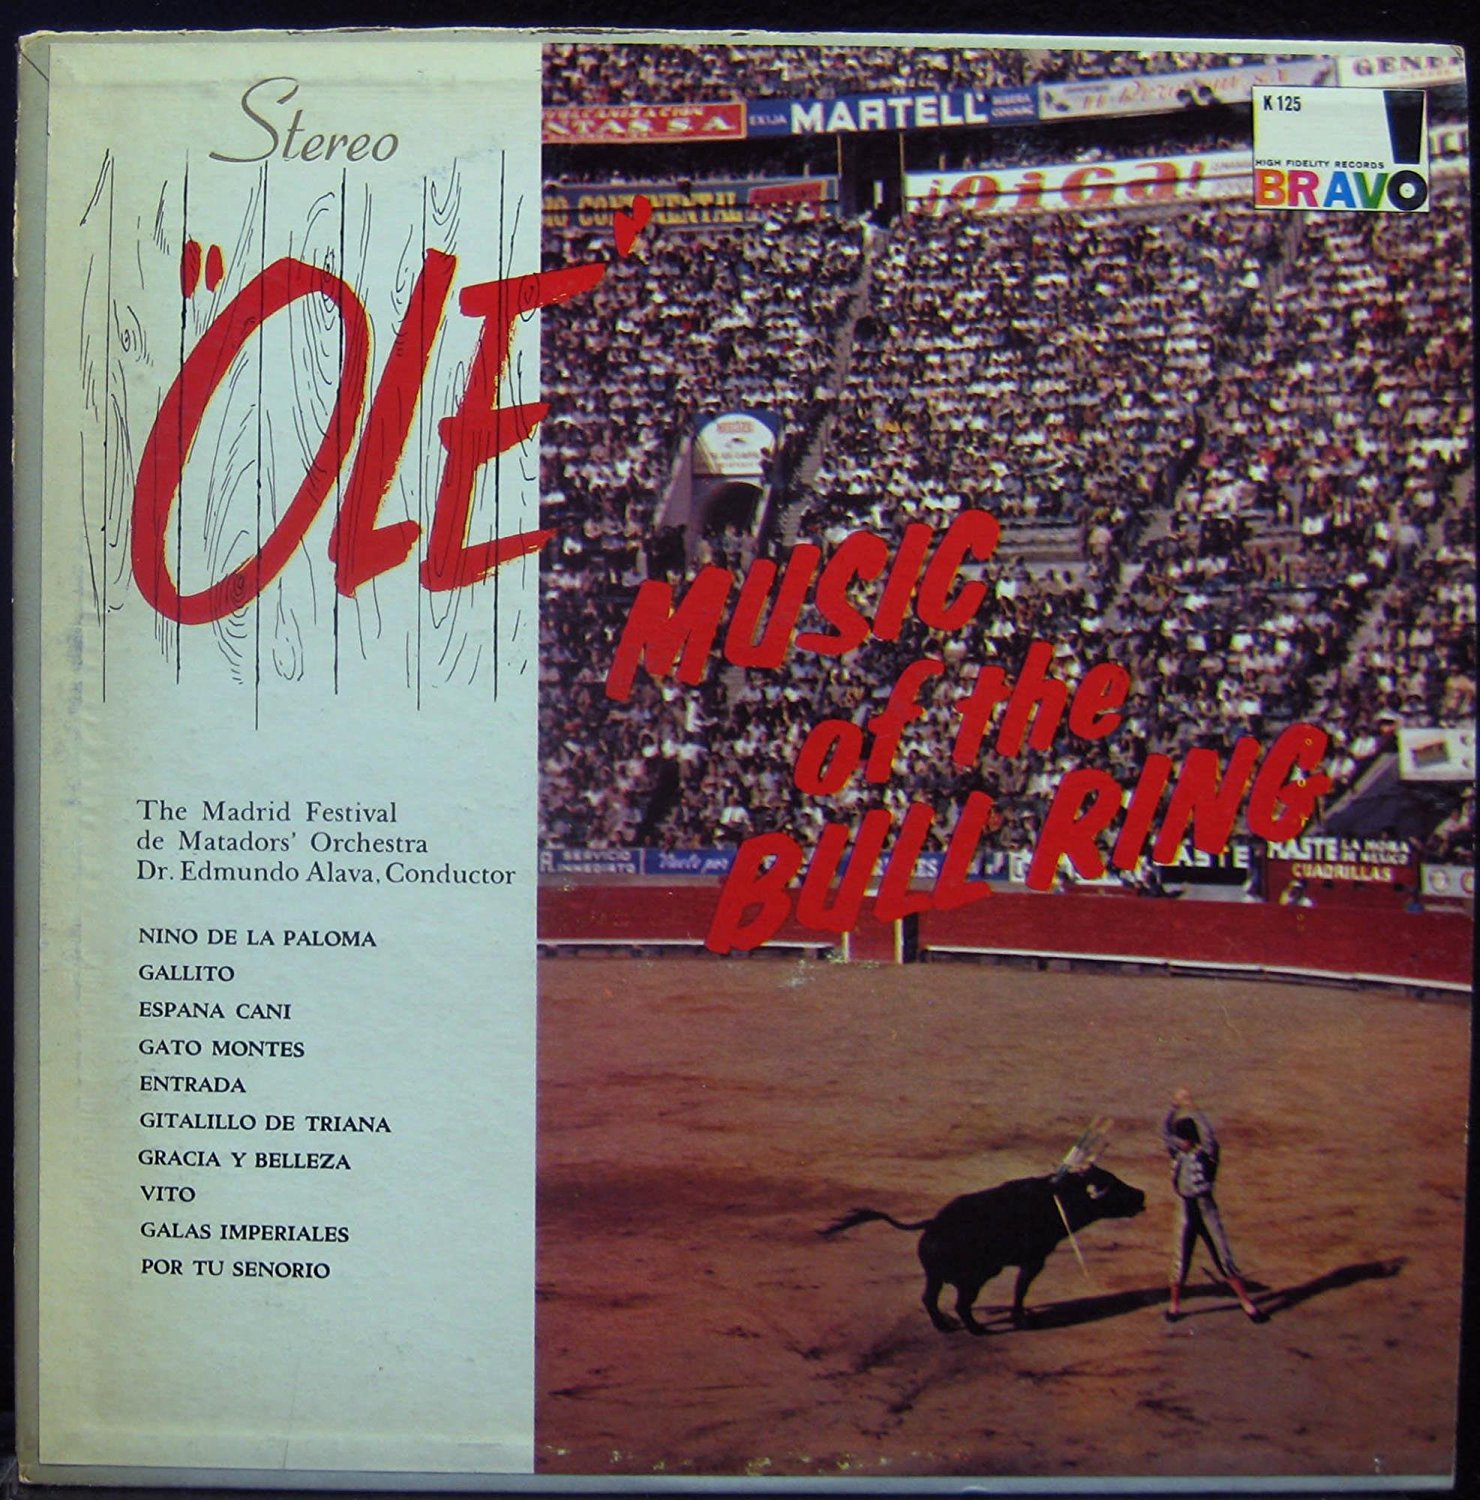 Stereo
"OLE'
MUSIC
of the
BULL RING
The Madrid Festival
de Matadors' Orchestra
Dr. Edmundo Alava, Conductor
NINO DE LA PALOMA
GALLITO
ESPANA CANI
GATO MONTES
ENTRADA
GITALILLO DE TRIANA
GRACIA Y BELLEZA
VITO
GALAS IMPERIALES
POR TU SENORIO
K 125
HIGH FIDELITY RECORDS
BRAVO
MARTELL
¡oiga!
CONTINENTAL
SERVICIO
CUADRILLAS